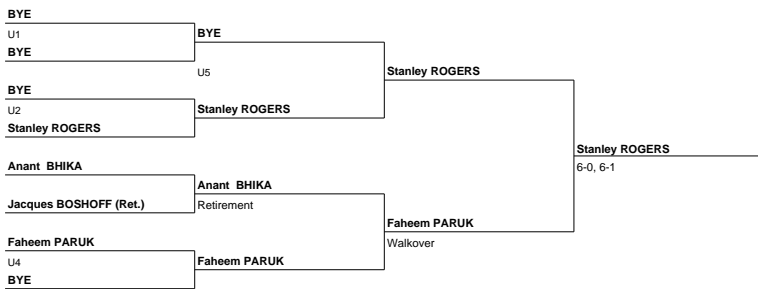 BYE
U1
BYE
BYE
U5
Stanley ROGERS
BYE
U2
Stanley ROGERS
Stanley ROGERS
Stanley ROGERS
6-0, 6-1
Anant BHIKA
Anant BHIKA
Jacques BOSHOFF (Ret.)
Retirement
Faheem PARUK
Walkover
Faheem PARUK
U4
Faheem PARUK
BYE